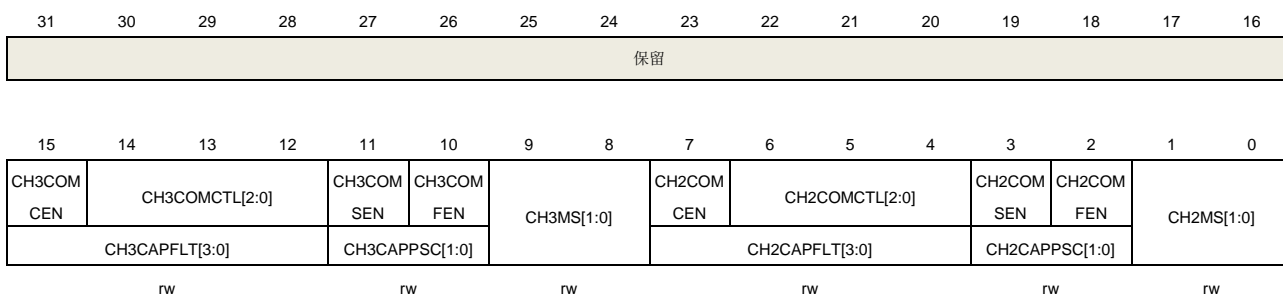 31 30 29 28 27 26 25 24 23 22 21 20 19 18 17 16
保留
15 14 13 12 11 10 9 8 7 6 5 4 3 2 1 0
CH3COM CEN CH3COMCTL[2:0] CH3COM SEN CH3COM FEN CH3MS[1:0] CH2COM CEN CH2COMCTL[2:0] CH2COM SEN CH2COM FEN CH2MS[1:0]
CH3CAPFLT[3:0] CH3CAPPSC[1:0] CH2CAPFLT[3:0] CH2CAPPSC[1:0]
rw rw rw rw rw rw